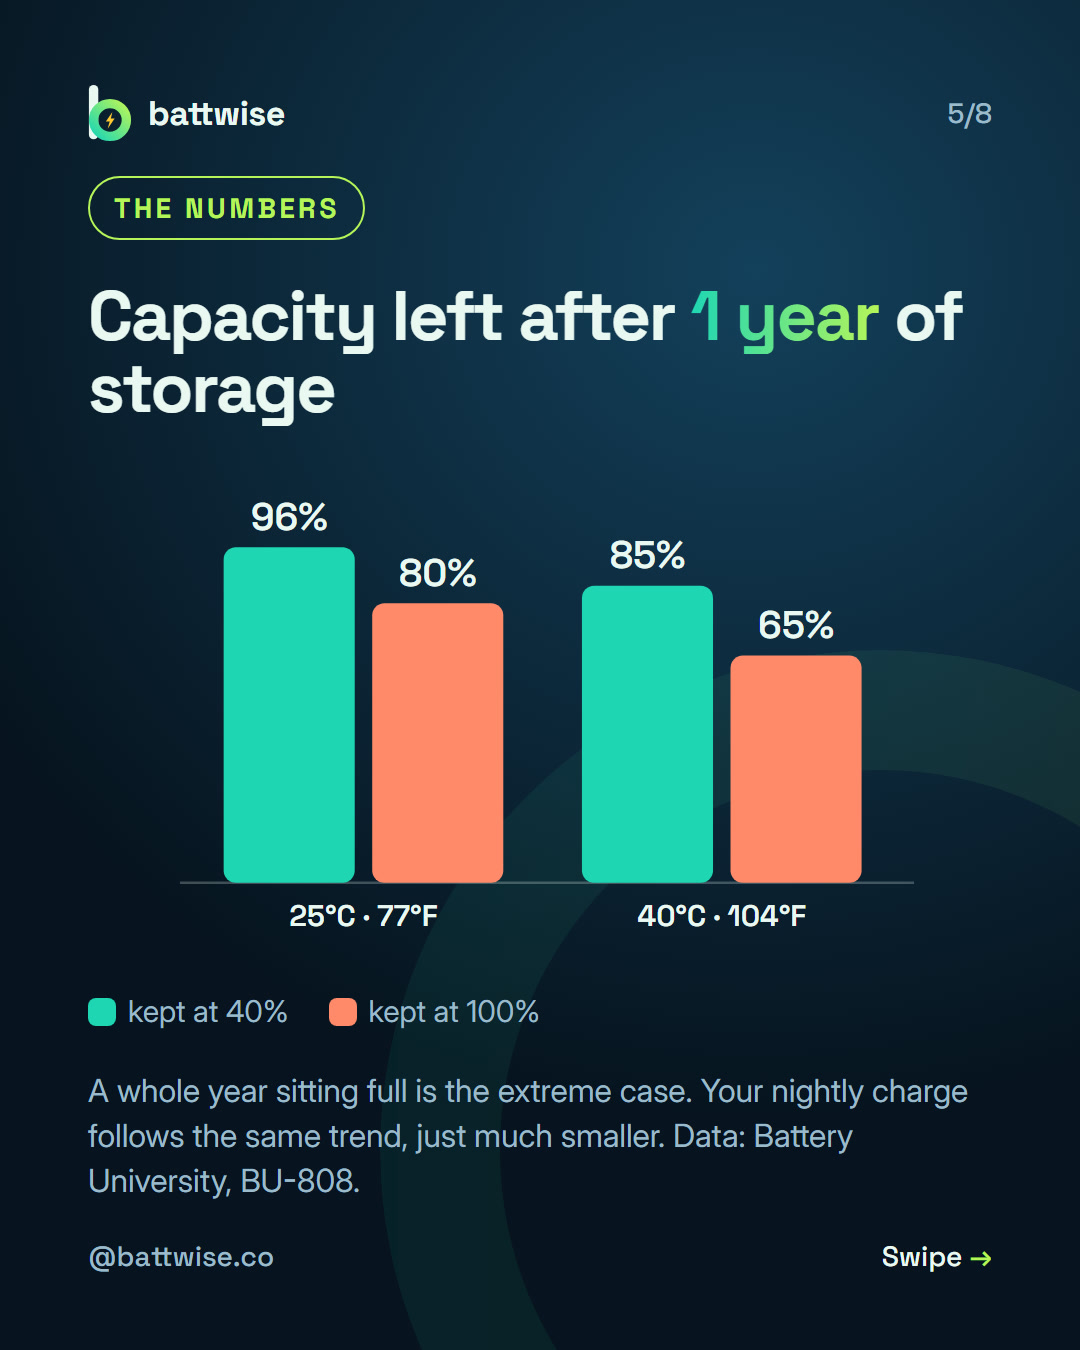 battwise
5/8
THE NUMBERS
Capacity left after 1 year of
storage
96%
80%
85%
65%
25°C · 77°F
40°C · 104°F
kept at 40%
kept at 100%
A whole year sitting full is the extreme case. Your nightly charge
follows the same trend, just much smaller. Data: Battery
University, BU-808.
@battwise.co
Swipe →